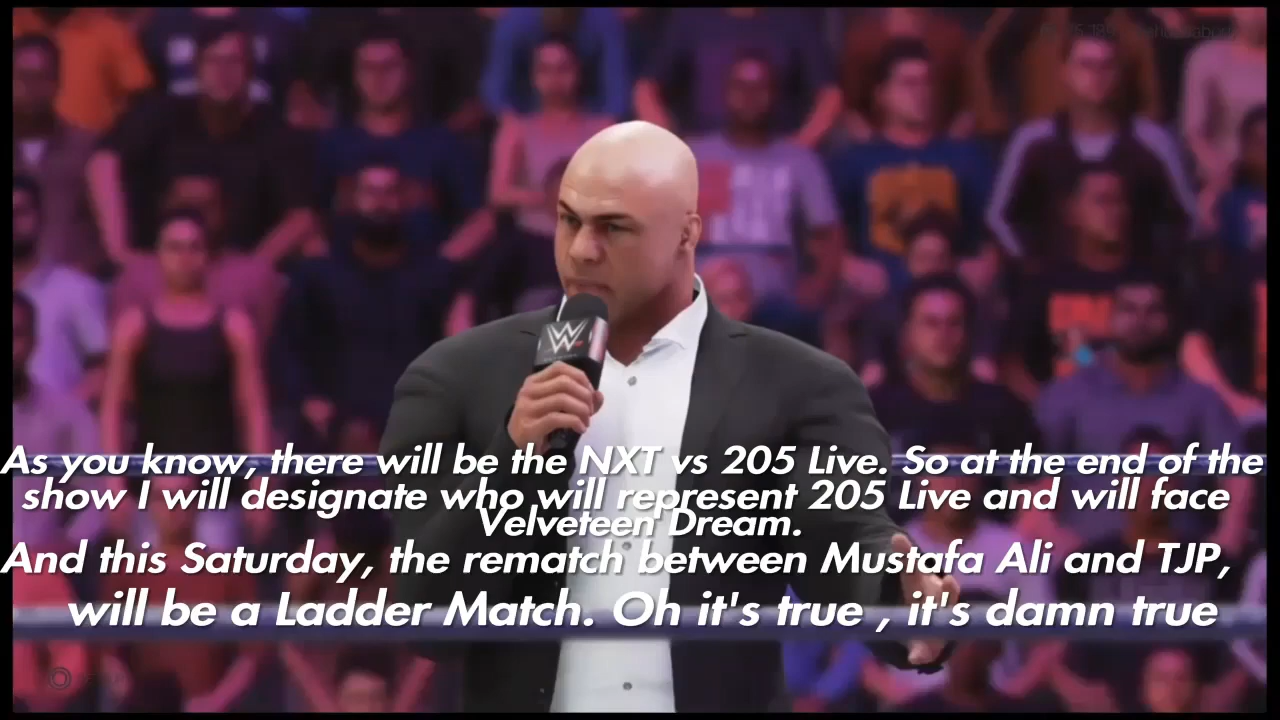 As you know, there will be the NXT vs 205 Live. So at the end of the
show I will designate who will represent 205 Live and will face
Velveteen Dream.
And this Saturday, the rematch between Mustafa Ali and TJP,
will be a Ladder Match. Oh it's true , it's damn true